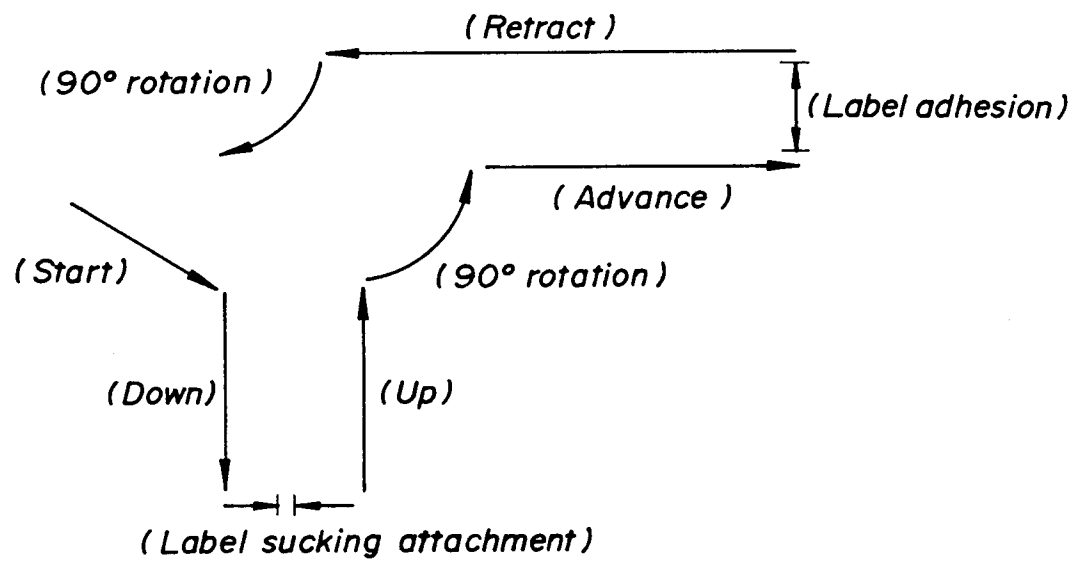 ( Retract )
(90° rotation )
(Label adhesion)
( Advance )
(Start)
(90° rotation )
(Down)
(Up)
( Label sucking attachment)